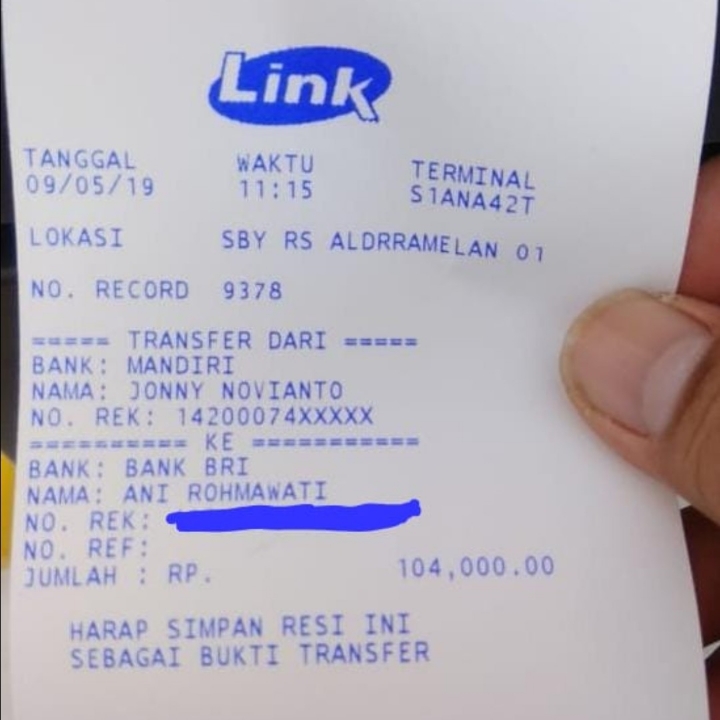 Link
TANGGAL WAKTU TERMINAL
09/05/19 11:15 S1ANA42T
LOKASI SBY RS ALDRRAMELAN 01
NO. RECORD 9378
===== TRANSFER DARI =====
BANK: MANDIRI
NAMA: JONNY NOVIANTO
NO. REK: 14200074XXXXX
========== KE ===========
BANK: BANK BRI
NAMA: ANI ROHMAWATI
NO. REK:
NO. REF:
JUMLAH : RP. 104,000.00
HARAP SIMPAN RESI INI
SEBAGAI BUKTI TRANSFER